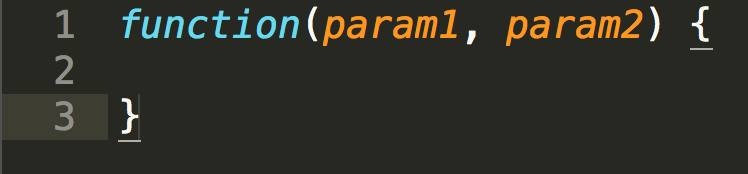 1 function(param1, param2) {
2
3 }